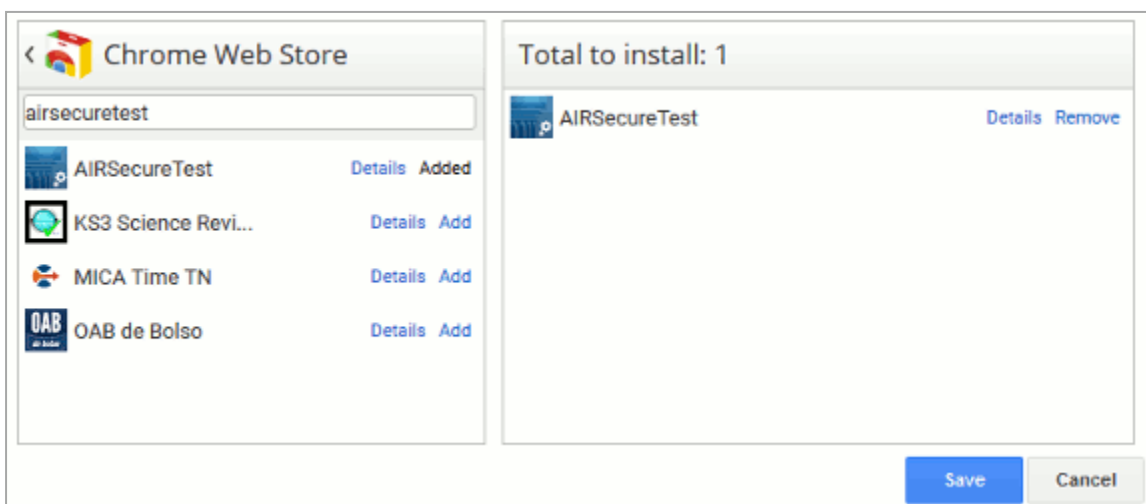 Chrome Web Store
airsecuretest
AIRSecureTest Details Added
KS3 Science Revi... Details Add
MICA Time TN Details Add
OAB de Bolso Details Add
OAB
Total to install: 1
AIRSecureTest Details Remove
Save Cancel